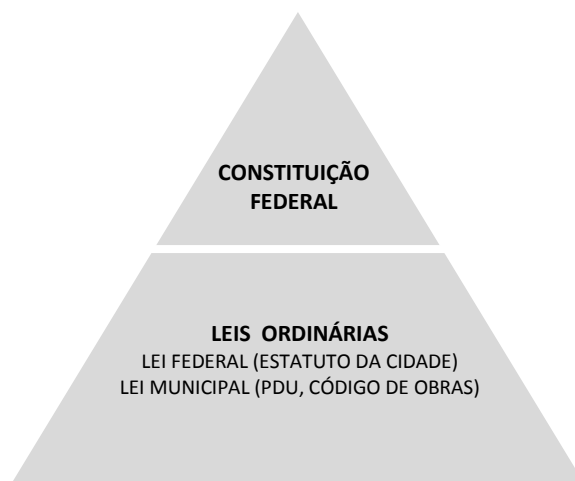 CONSTITUIÇÃO
FEDERAL
LEIS ORDINÁRIAS
LEI FEDERAL (ESTATUTO DA CIDADE)
LEI MUNICIPAL (PDU, CÓDIGO DE OBRAS)